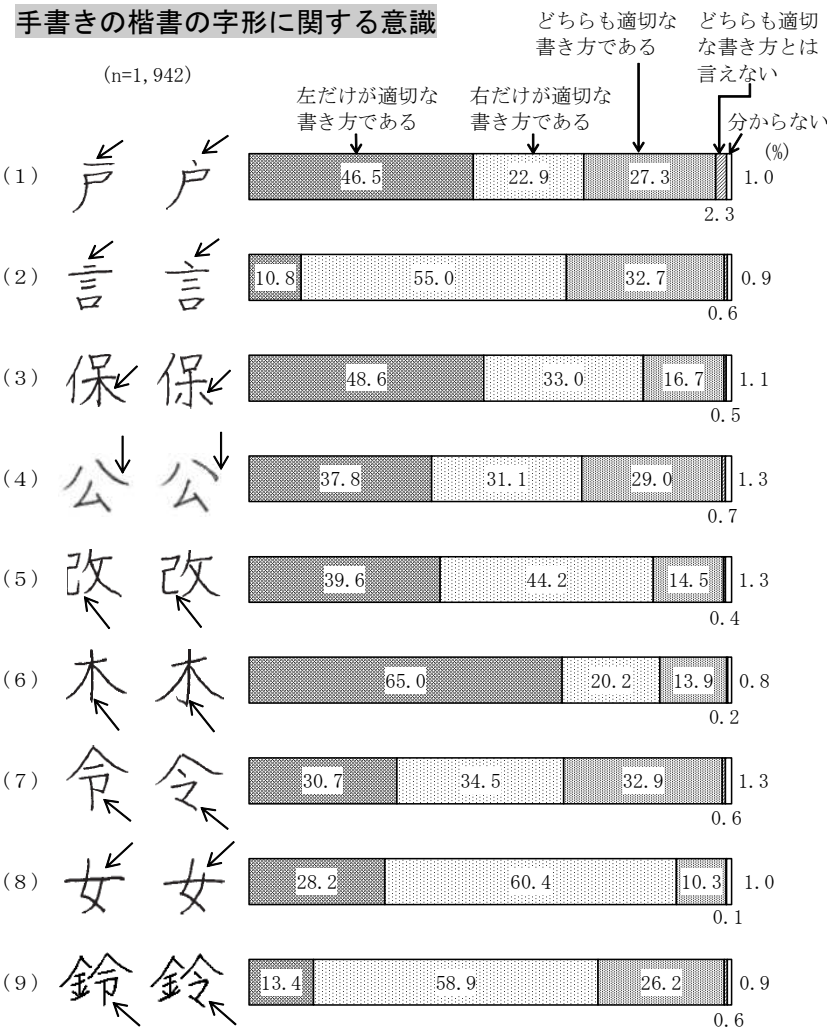 手書きの楷書の字形に関する意識
(n=1,942)
左だけが適切な
書き方である
右だけが適切な
書き方である
どちらも適切な
書き方である
どちらも適切
な書き方とは
言えない
分からない
(%)
(1) 戸 戸 46.5 22.9 27.3 1.0
2.3
(2) 言 言 10.8 55.0 32.7 0.9
0.6
(3) 保 保 48.6 33.0 16.7 1.1
0.5
(4) 公 公 37.8 31.1 29.0 1.3
0.7
(5) 改 改 39.6 44.2 14.5 1.3
0.4
(6) 木 木 65.0 20.2 13.9 0.8
0.2
(7) 令 令 30.7 34.5 32.9 1.3
0.6
(8) 女 女 28.2 60.4 10.3 1.0
0.1
(9) 鈴 鈴 13.4 58.9 26.2 0.9
0.6